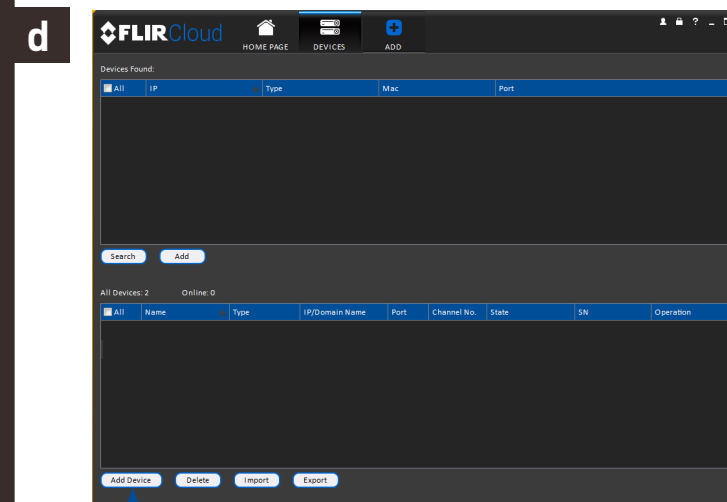 d
FLIRCloud
HOME PAGE DEVICES ADD
?
Devices Found:
All IP Type Mac Port
Search Add
All Devices: 2 Online: 0
All Name Type IP/Domain Name Port Channel No. State SN Operation
Add Device Delete Import Export